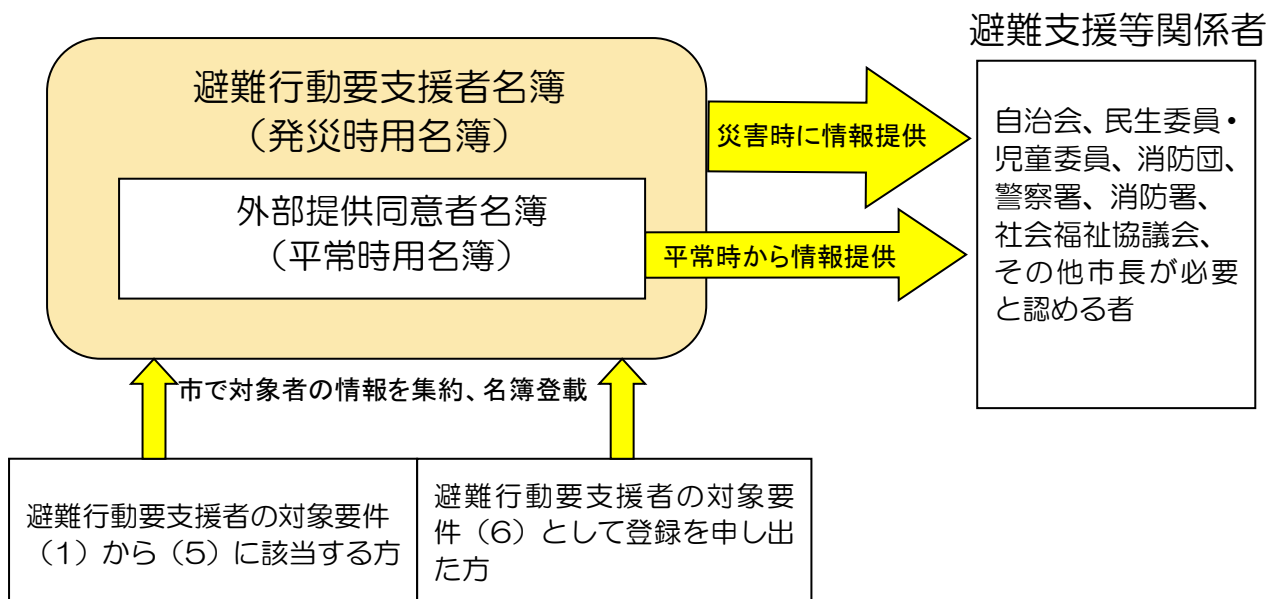 避難支援等関係者
避難行動要支援者名簿
（発災時用名簿）
外部提供同意者名簿
（平常時用名簿）
災害時に情報提供
平常時から情報提供
自治会、民生委員・
児童委員、消防団、
警察署、消防署、
社会福祉協議会、
その他市長が必要
と認める者
市で対象者の情報を集約、名簿登載
避難行動要支援者の対象要件
（1）から（5）に該当する方
避難行動要支援者の対象要
件（6）として登録を申し出
た方